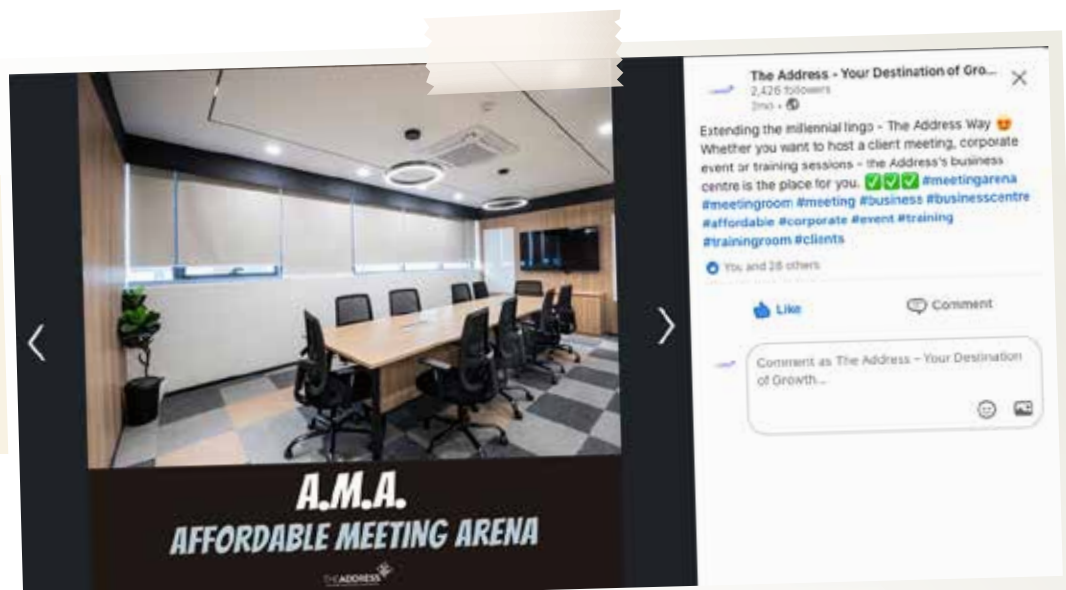 The Address - Your Destination of Gro...
2,426 followers
2mo •
Extending the millennial lingo - The Address Way 😍
Whether you want to host a client meeting, corporate
event or training sessions - the Address's business
centre is the place for you. ✅✅✅ #meetingarena
#meetingroom #meeting #business #businesscentre
#affordable #corporate #event #training
#trainingroom #clients
You and 28 others
Like
Comment
Comment as The Address – Your Destination
of Growth...
A.M.A.
AFFORDABLE MEETING ARENA
THE ADDRESS